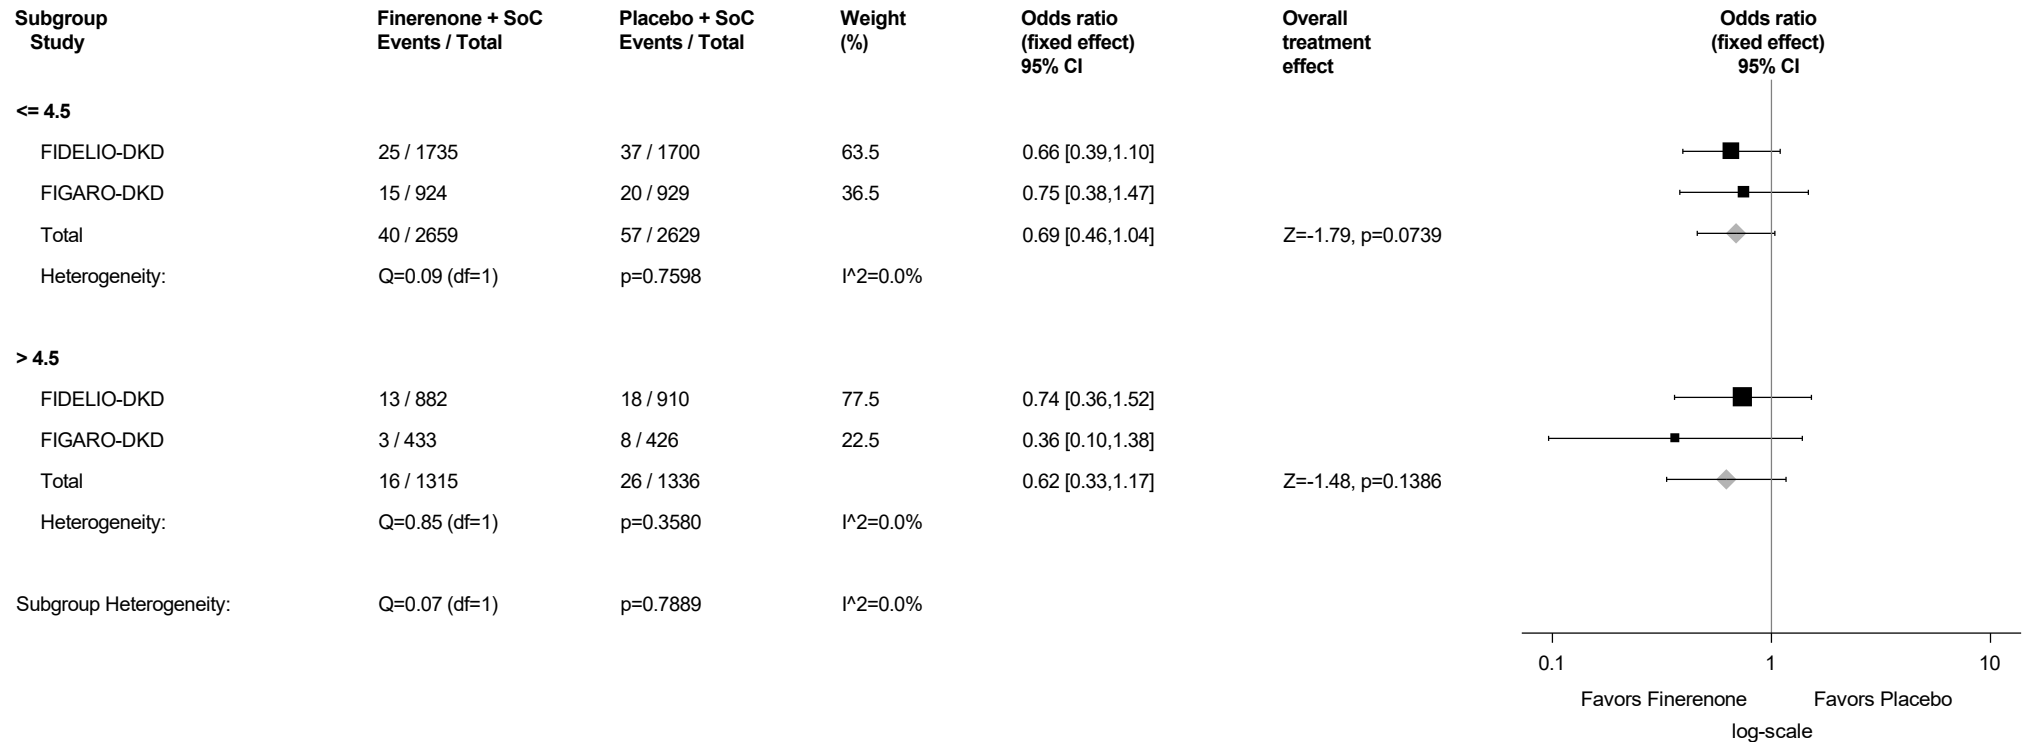 Subgroup Finerenone + SoC Placebo + SoC Weight Odds ratio Overall Odds ratio
Study Events / Total Events / Total (%) (fixed effect) treatment (fixed effect)
95% CI effect 95% CI
<= 4.5
FIDELIO-DKD 25 / 1735 37 / 1700 63.5 0.66 [0.39,1.10]
FIGARO-DKD 15 / 924 20 / 929 36.5 0.75 [0.38,1.47]
Total 40 / 2659 57 / 2629 0.69 [0.46,1.04] Z=-1.79, p=0.0739
Heterogeneity: Q=0.09 (df=1) p=0.7598 I^2=0.0%
> 4.5
FIDELIO-DKD 13 / 882 18 / 910 77.5 0.74 [0.36,1.52]
FIGARO-DKD 3 / 433 8 / 426 22.5 0.36 [0.10,1.38]
Total 16 / 1315 26 / 1336 0.62 [0.33,1.17] Z=-1.48, p=0.1386
Heterogeneity: Q=0.85 (df=1) p=0.3580 I^2=0.0%
Subgroup Heterogeneity: Q=0.07 (df=1) p=0.7889 I^2=0.0%
0.1 1 10
Favors Finerenone Favors Placebo
log-scale